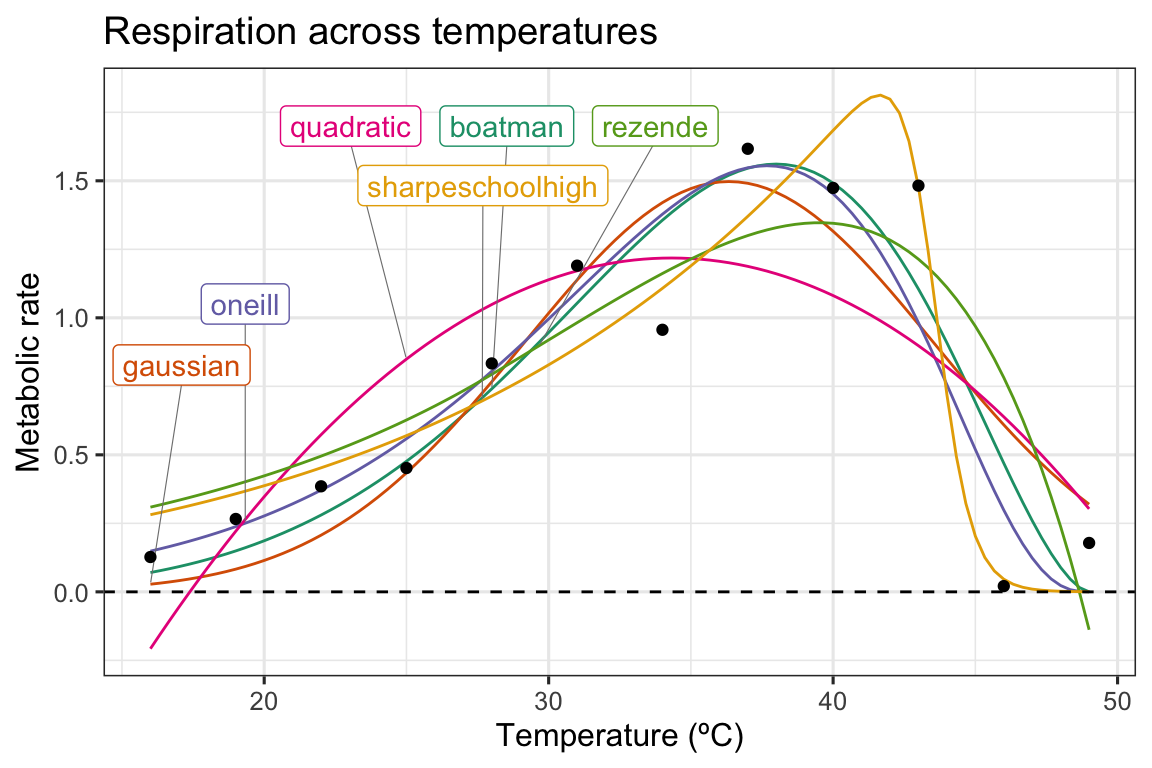 Respiration across temperatures
quadratic
boatman
rezende
sharpeschoolhigh
oneill
gaussian
Metabolic rate
1.5
1.0
0.5
0.0
20
30
40
50
Temperature (ºC)